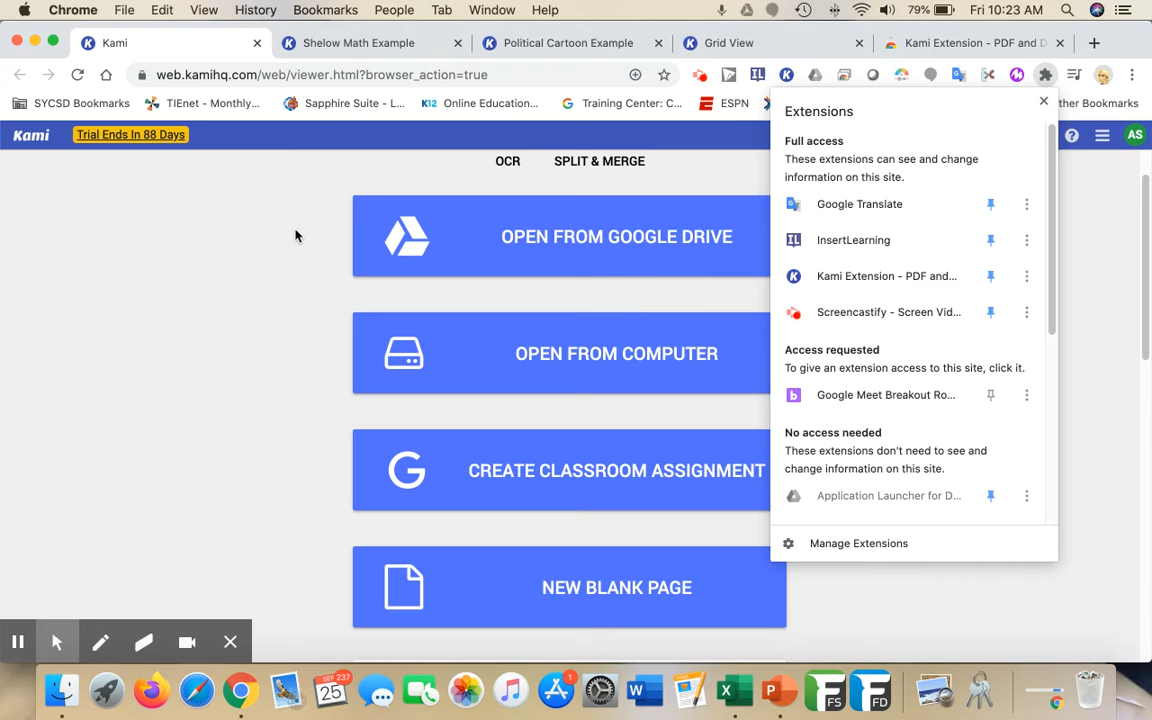 Chrome File Edit View History Bookmarks People Tab Window Help 79% Fri 10:23 AM
Kami Shelow Math Example Political Cartoon Example Grid View Kami Extension - PDF and D
web.kamihq.com/web/viewer.html?browser_action=true
SYCSD Bookmarks TIEnet - Monthly... Sapphire Suite - L... K12 Online Education... Training Center: C... ESPN ther Bookmarks
Kami Trial Ends In 88 Days AS
OCR SPLIT & MERGE
OPEN FROM GOOGLE DRIVE
OPEN FROM COMPUTER
CREATE CLASSROOM ASSIGNMENT
NEW BLANK PAGE
Extensions
Full access
These extensions can see and change
information on this site.
Google Translate
IL InsertLearning
Kami Extension - PDF and...
Screencastify - Screen Vid...
Access requested
To give an extension access to this site, click it.
b Google Meet Breakout Ro...
No access needed
These extensions don't need to see and
change information on this site.
Application Launcher for D...
Manage Extensions
SEP 237
25
1
W X P FS FD